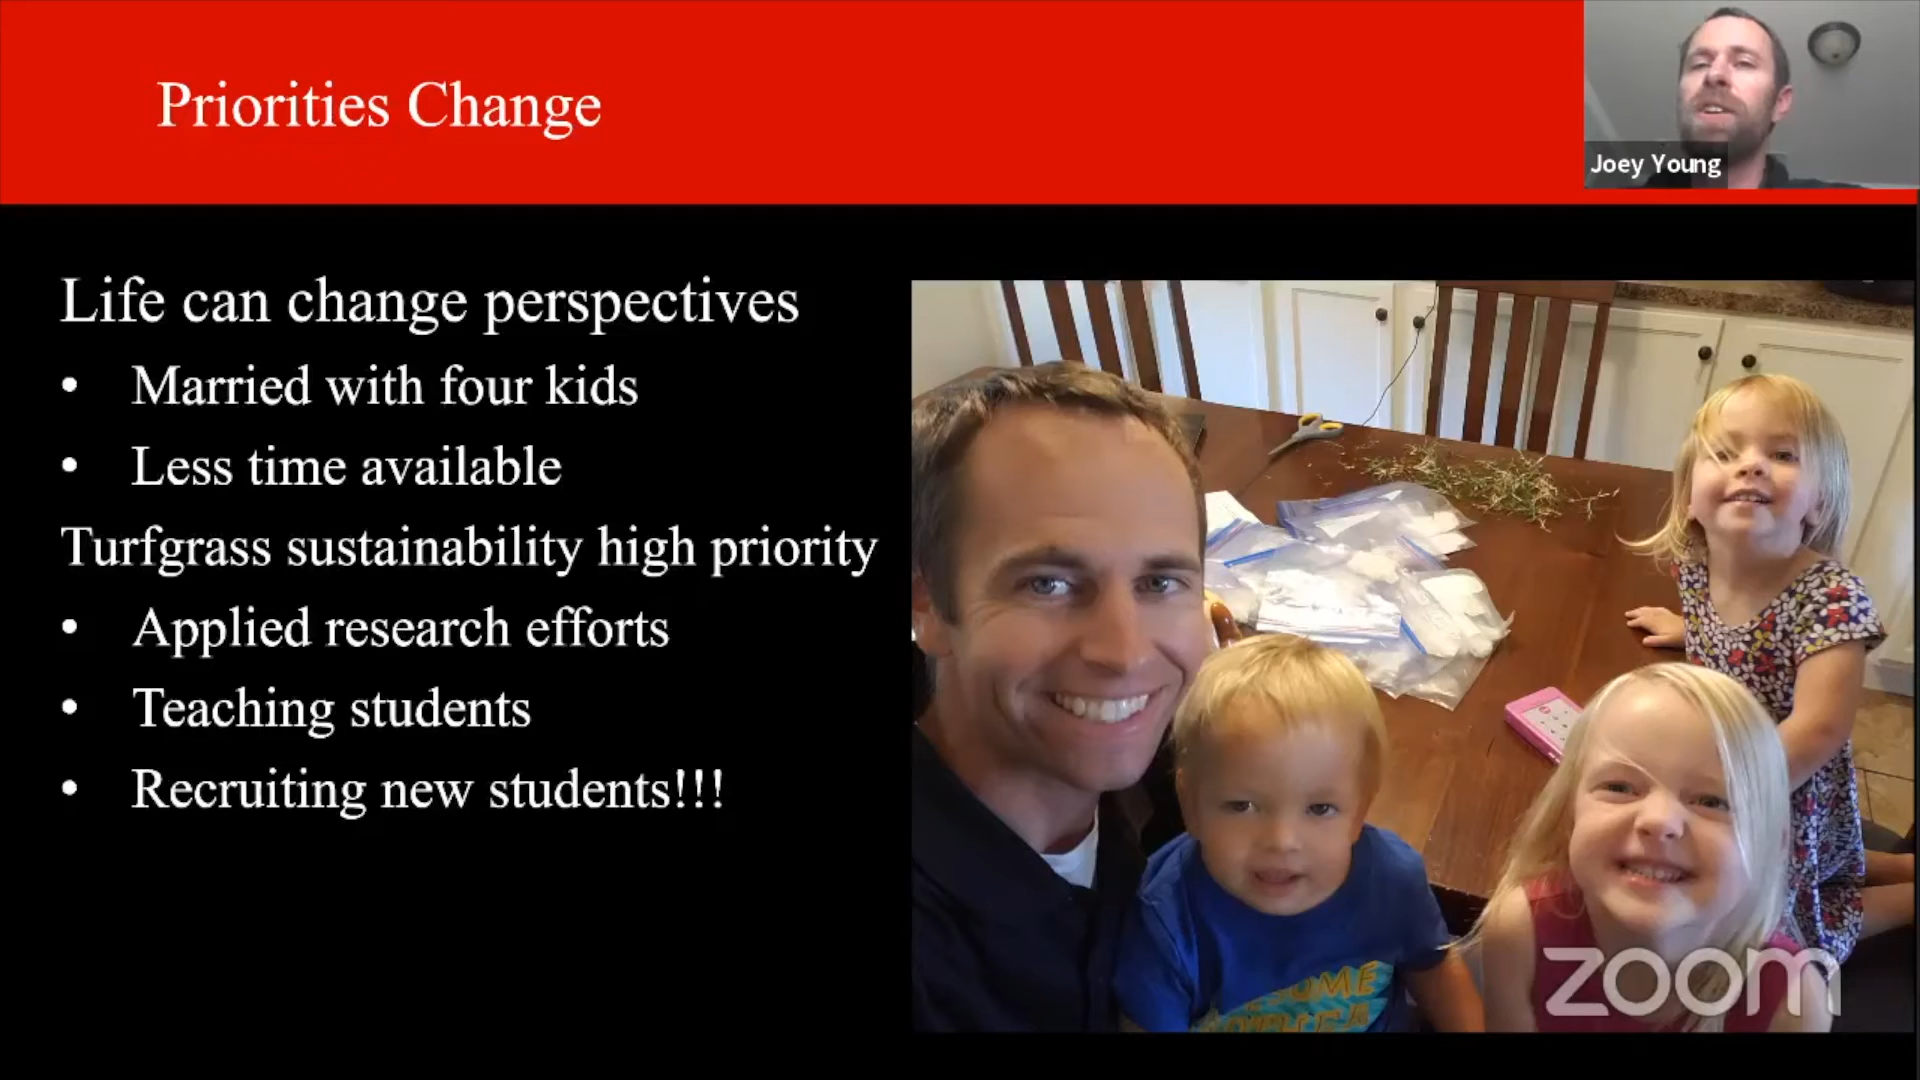 Priorities Change
Joey Young
Life can change perspectives
• Married with four kids
• Less time available
Turfgrass sustainability high priority
• Applied research efforts
• Teaching students
• Recruiting new students!!!
zoom